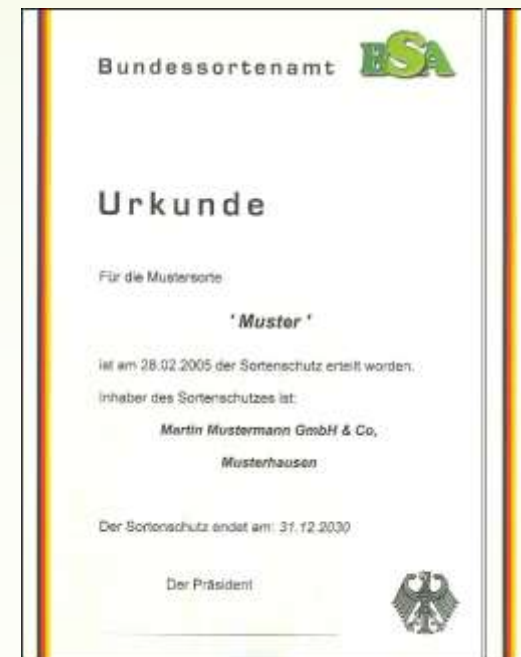 Bundessortenamt BSA
Urkunde
Für die Mustersorte
' Muster '
ist am 28.02.2005 der Sortenschutz erteilt worden.
Inhaber des Sortenschutzes ist:
Martin Mustermann GmbH & Co,
Musterhausen
Der Sortenschutz endet am: 31.12.2030
Der Präsident